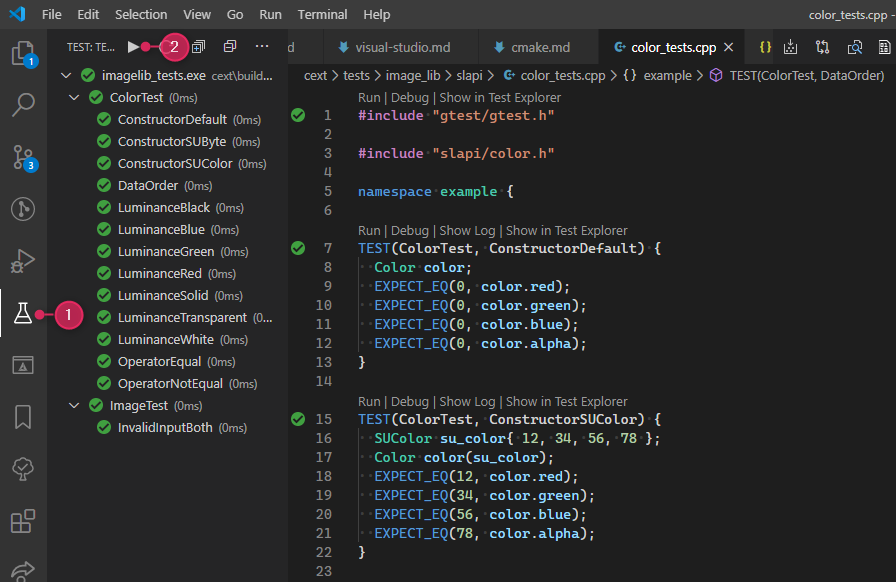 File Edit Selection View Go Run Terminal Help color_tests.cpp -
TEST: TE... 2 ··· d visual-studio.md cmake.md color_tests.cpp {}
1
imagelib_tests.exe cext\build...
cext > tests > image_lib > slapi > color_tests.cpp > {} example > TEST(ColorTest, DataOrder)
ColorTest (0ms)
ConstructorDefault (0ms)
ConstructorSUByte (0ms)
ConstructorSUColor (0ms)
DataOrder (0ms)
LuminanceBlack (0ms)
LuminanceBlue (0ms)
LuminanceGreen (0ms)
LuminanceRed (0ms)
LuminanceSolid (0ms)
LuminanceTransparent (0...
LuminanceWhite (0ms)
OperatorEqual (0ms)
OperatorNotEqual (0ms)
ImageTest (0ms)
InvalidInputBoth (0ms)
3
1
Run | Debug | Show in Test Explorer
1 #include "gtest/gtest.h"
2
3 #include "slapi/color.h"
4
5 namespace example {
6
Run | Debug | Show Log | Show in Test Explorer
7 TEST(ColorTest, ConstructorDefault) {
8 Color color;
9 EXPECT_EQ(0, color.red);
10 EXPECT_EQ(0, color.green);
11 EXPECT_EQ(0, color.blue);
12 EXPECT_EQ(0, color.alpha);
13 }
14
Run | Debug | Show Log | Show in Test Explorer
15 TEST(ColorTest, ConstructorSUColor) {
16 SUColor su_color{ 12, 34, 56, 78 };
17 Color color(su_color);
18 EXPECT_EQ(12, color.red);
19 EXPECT_EQ(34, color.green);
20 EXPECT_EQ(56, color.blue);
21 EXPECT_EQ(78, color.alpha);
22 }
23